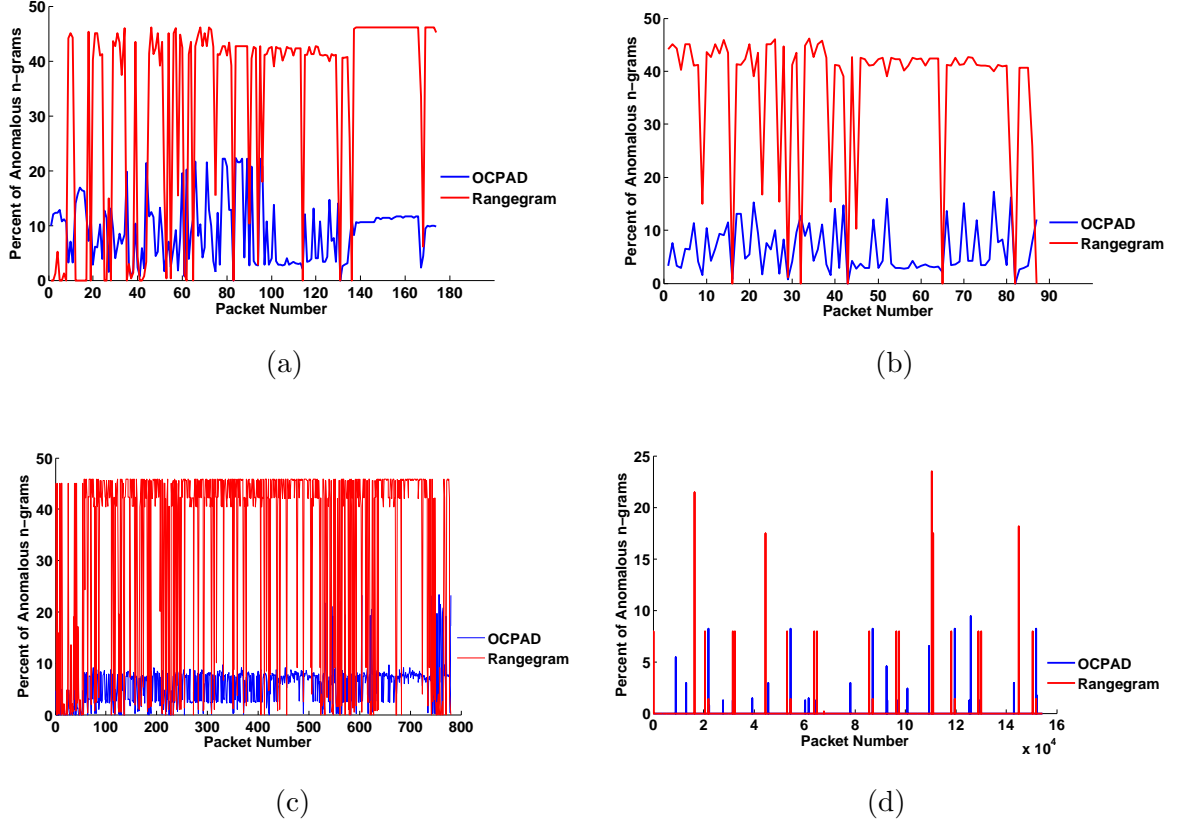 50
40
30
20
10
0
Percent of Anomalous n-grams
0 20 40 60 80 100 120 140 160 180
Packet Number
OCPAD
Rangegram
(a)
50
40
30
20
10
0
Percent of Anomalous n-grams
0 10 20 30 40 50 60 70 80 90
Packet Number
OCPAD
Rangegram
(b)
50
40
30
20
10
0
Percent of Anomalous n-grams
0 100 200 300 400 500 600 700 800
Packet Number
OCPAD
Rangegram
(c)
25
20
15
10
5
0
Percent of Anomalous n-grams
0 2 4 6 8 10 12 14 16
x 10^4
Packet Number
OCPAD
Rangegram
(d)